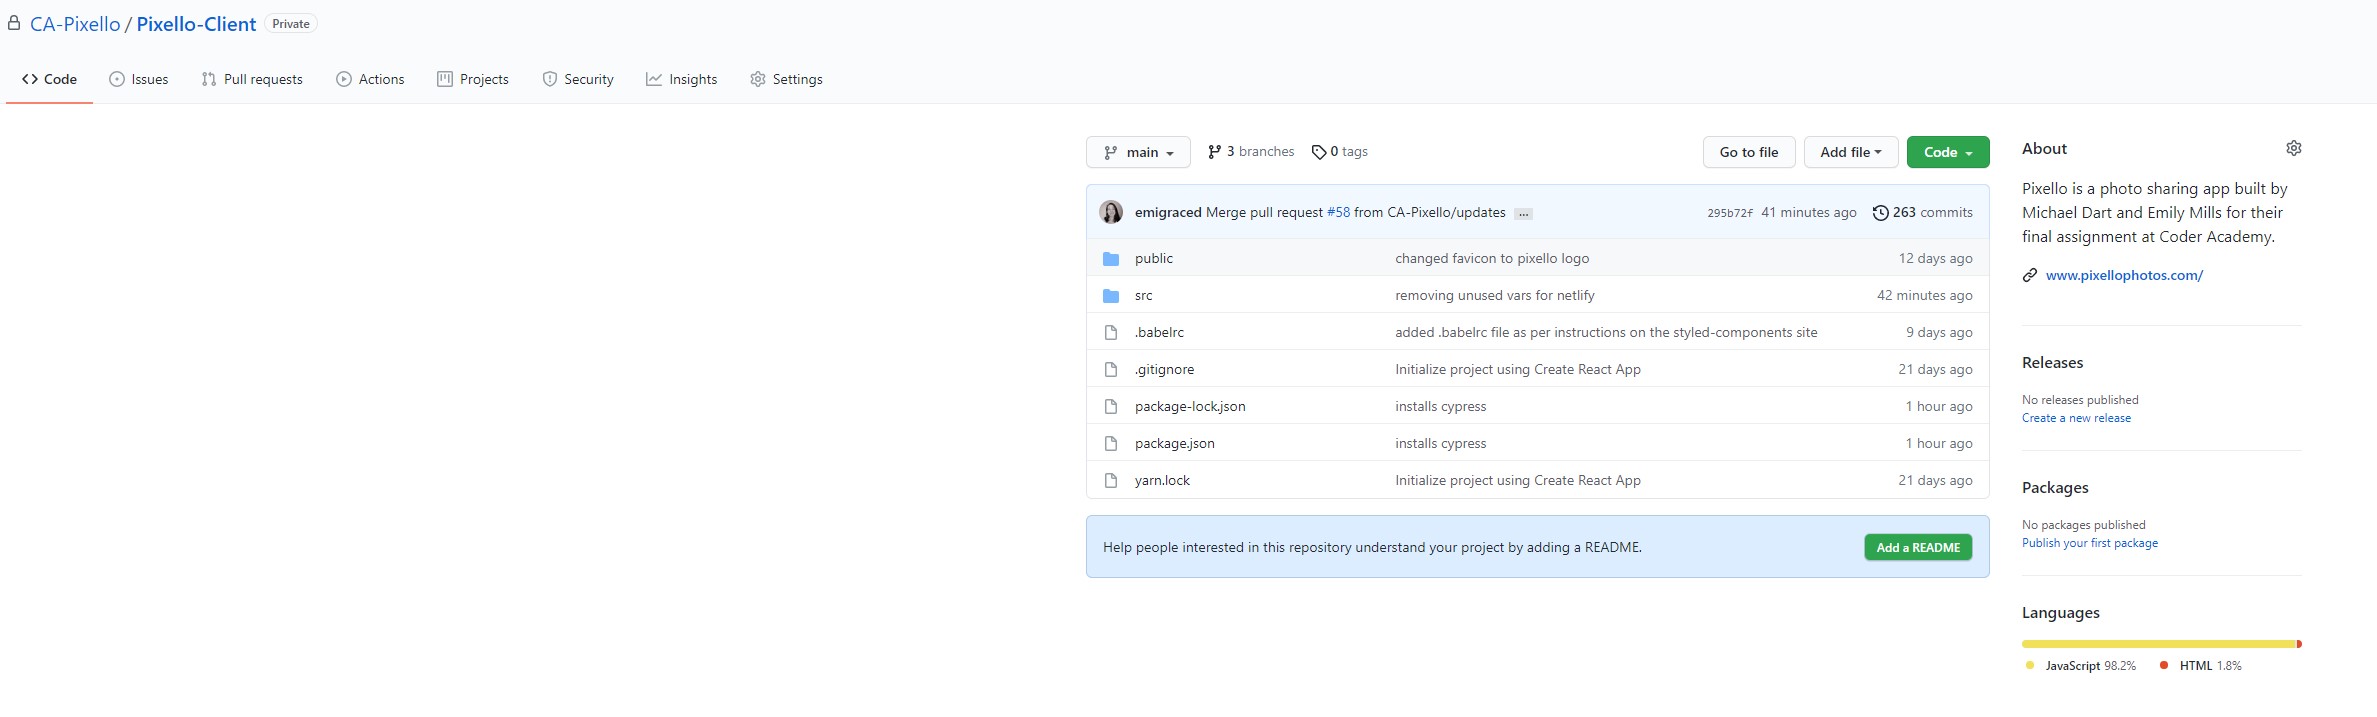 CA-Pixello / Pixello-Client Private
Code Issues Pull requests Actions Projects Security Insights Settings
main 3 branches 0 tags Go to file Add file Code
emigraced Merge pull request #58 from CA-Pixello/updates ... 295b72f 41 minutes ago 263 commits
public changed favicon to pixello logo 12 days ago
src removing unused vars for netlify 42 minutes ago
.babelrc added .babelrc file as per instructions on the styled-components site 9 days ago
.gitignore Initialize project using Create React App 21 days ago
package-lock.json installs cypress 1 hour ago
package.json installs cypress 1 hour ago
yarn.lock Initialize project using Create React App 21 days ago
Help people interested in this repository understand your project by adding a README. Add a README
About
Pixello is a photo sharing app built by
Michael Dart and Emily Mills for their
final assignment at Coder Academy.
www.pixellophotos.com/
Releases
No releases published
Create a new release
Packages
No packages published
Publish your first package
Languages
JavaScript 98.2% HTML 1.8%